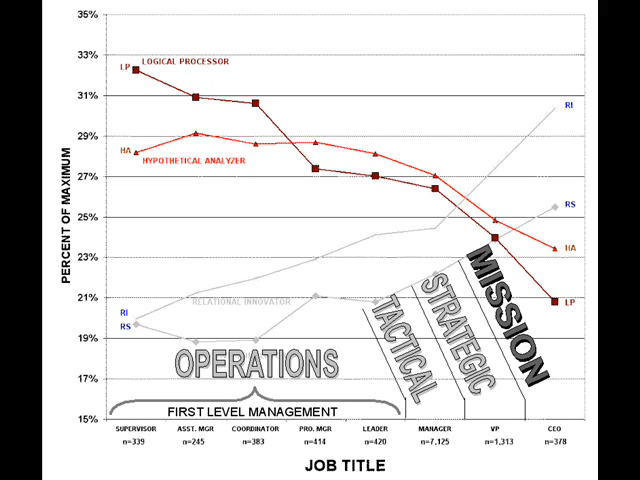 35%
33%
31%
29%
27%
25%
23%
21%
19%
17%
15%
PERCENT OF MAXIMUM
LP LOGICAL PROCESSOR
HA
HYPOTHETICAL ANALYZER
RI
RS
RELATIONAL INNOVATOR
RI
RS
HA
LP
OPERATIONS
TACTICAL
STRATEGIC
MISSION
FIRST LEVEL MANAGEMENT
SUPERVISOR ASST. MGR COORDINATOR PRO. MGR LEADER MANAGER VP CEO
n=339 n=245 n=383 n=414 n=420 n=7,125 n=1,313 n=378
JOB TITLE